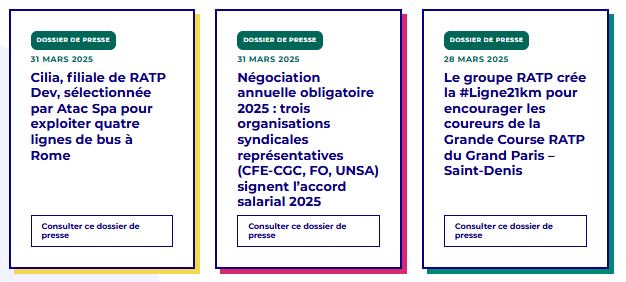 DOSSIER DE PRESSE
31 MARS 2025
Cilia, filiale de RATP
Dev, sélectionnée
par Atac Spa pour
exploiter quatre
lignes de bus à
Rome
Consulter ce dossier de
presse
DOSSIER DE PRESSE
31 MARS 2025
Négociation
annuelle obligatoire
2025 : trois
organisations
syndicales
représentatives
(CFE-CGC, FO, UNSA)
signent l’accord
salarial 2025
Consulter ce dossier de
presse
DOSSIER DE PRESSE
28 MARS 2025
Le groupe RATP crée
la #Ligne21km pour
encourager les
coureurs de la
Grande Course RATP
du Grand Paris –
Saint-Denis
Consulter ce dossier de
presse